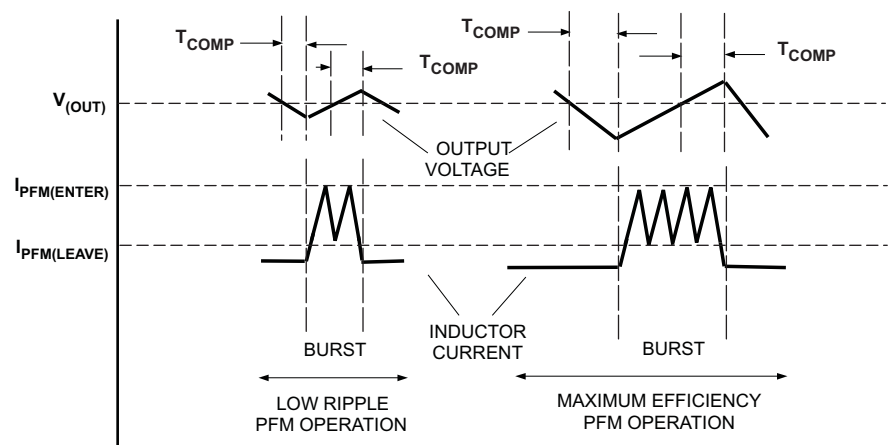 T_COMP
T_COMP
T_COMP
T_COMP
V_(OUT)
OUTPUT
VOLTAGE
I_PFM(ENTER)
I_PFM(LEAVE)
INDUCTOR
CURRENT
BURST
BURST
LOW RIPPLE
PFM OPERATION
MAXIMUM EFFICIENCY
PFM OPERATION